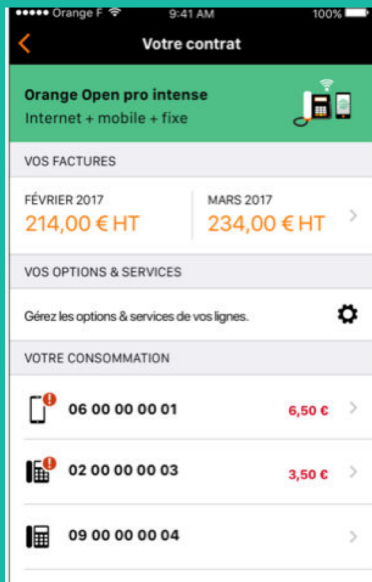 Orange F 9:41 AM 100%
Votre contrat
Orange Open pro intense
Internet + mobile + fixe
VOS FACTURES
FÉVRIER 2017 MARS 2017
214,00 € HT 234,00 € HT
VOS OPTIONS & SERVICES
Gérez les options & services de vos lignes.
VOTRE CONSOMMATION
06 00 00 00 01 6,50 €
02 00 00 00 03 3,50 €
09 00 00 00 04